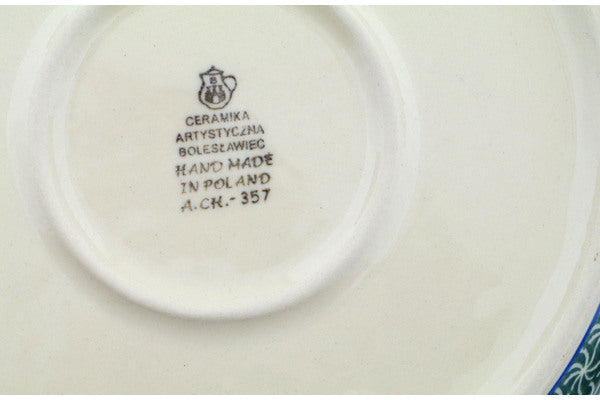 B
CERAMIKA
ARTYSTYCZNA
BOLESŁAWIEC
HAND MADE
IN POLAND
A.CH.-357